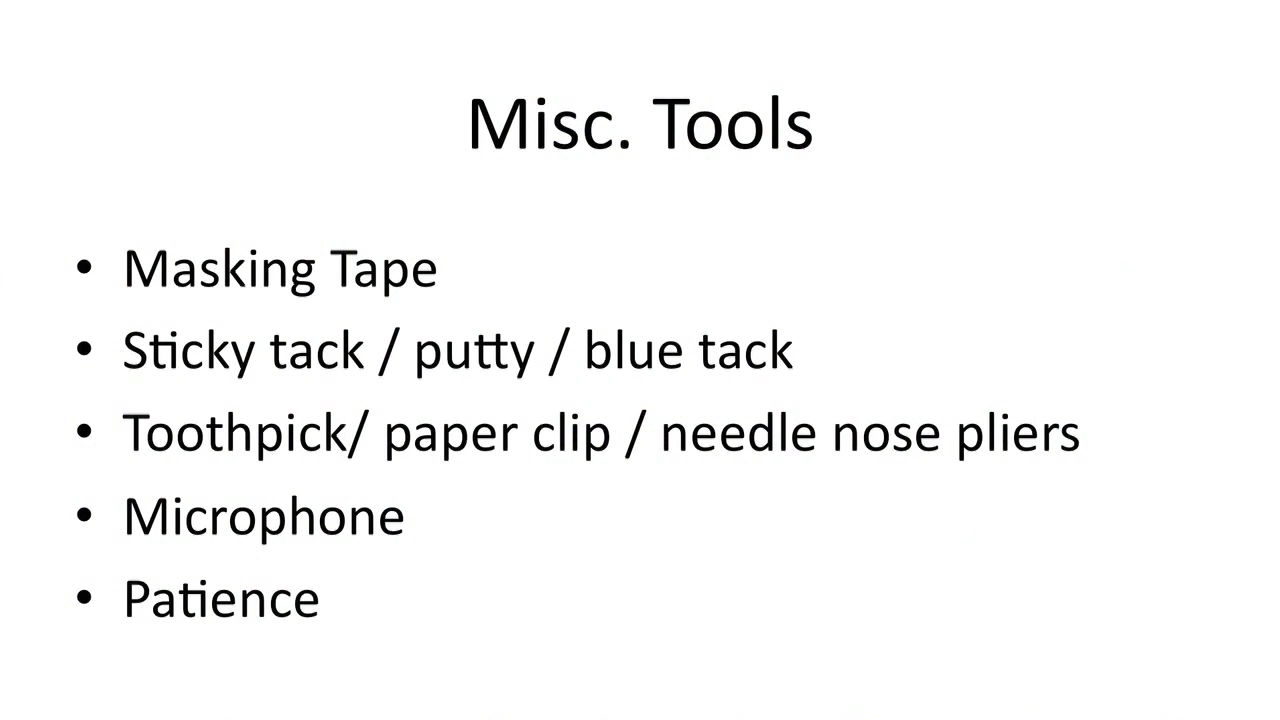 Misc. Tools
• Masking Tape
• Sticky tack / putty / blue tack
• Toothpick/ paper clip / needle nose pliers
• Microphone
• Patience